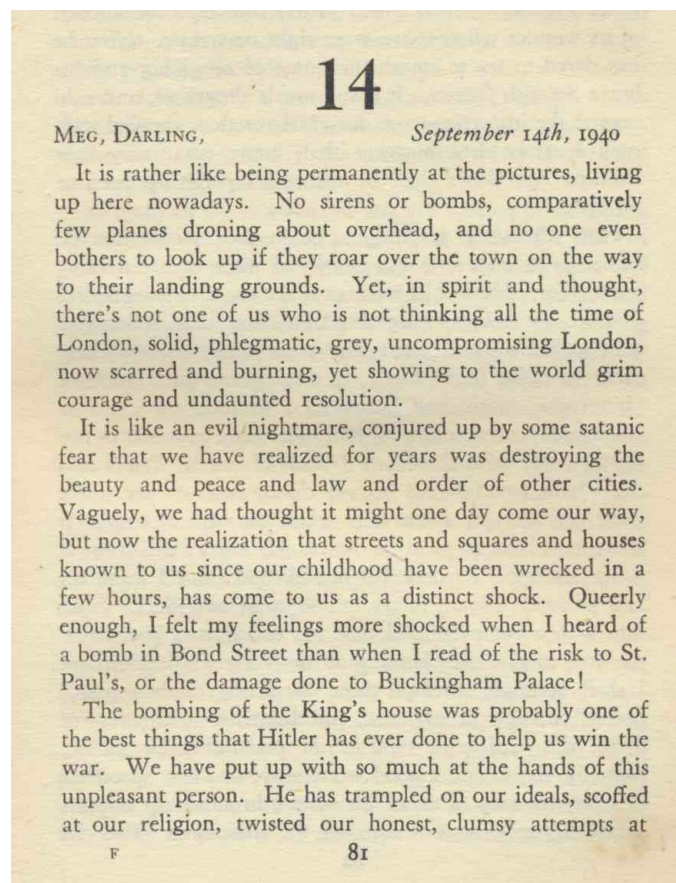 14
MEG, DARLING, September 14th, 1940
It is rather like being permanently at the pictures, living
up here nowadays. No sirens or bombs, comparatively
few planes droning about overhead, and no one even
bothers to look up if they roar over the town on the way
to their landing grounds. Yet, in spirit and thought,
there's not one of us who is not thinking all the time of
London, solid, phlegmatic, grey, uncompromising London,
now scarred and burning, yet showing to the world grim
courage and undaunted resolution.
It is like an evil nightmare, conjured up by some satanic
fear that we have realized for years was destroying the
beauty and peace and law and order of other cities.
Vaguely, we had thought it might one day come our way,
but now the realization that streets and squares and houses
known to us since our childhood have been wrecked in a
few hours, has come to us as a distinct shock. Queerly
enough, I felt my feelings more shocked when I heard of
a bomb in Bond Street than when I read of the risk to St.
Paul's, or the damage done to Buckingham Palace!
The bombing of the King's house was probably one of
the best things that Hitler has ever done to help us win the
war. We have put up with so much at the hands of this
unpleasant person. He has trampled on our ideals, scoffed
at our religion, twisted our honest, clumsy attempts at
F 81